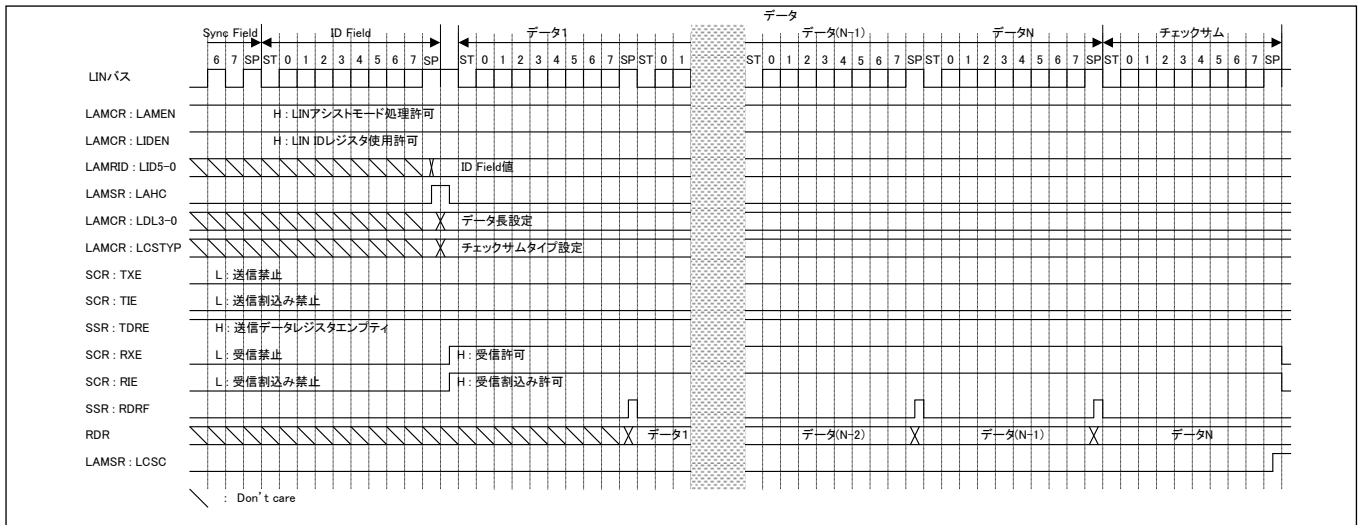 データ
Sync Field ID Field データ1 データ(N-1) データN チェックサム
6 7 SP ST 0 1 2 3 4 5 6 7 SP ST 0 1 2 3 4 5 6 7 SP ST 0 1 ST 0 1 2 3 4 5 6 7 SP ST 0 1 2 3 4 5 6 7 SP ST 0 1 2 3 4 5 6 7 SP
LINバス
LAMCR : LAMEN H : LINアシストモード処理許可
LAMCR : LIDEN H : LIN IDレジスタ使用許可
LAMRID : LID5-0 ID Field値
LAMSR : LAHC
LAMCR : LDL3-0 データ長設定
LAMCR : LCSTYP チェックサムタイプ設定
SCR : TXE L : 送信禁止
SCR : TIE L : 送信割込み禁止
SSR : TDRE H : 送信データレジスタエンプティ
SCR : RXE L : 受信禁止 H : 受信許可
SCR : RIE L : 受信割込み禁止 H : 受信割込み許可
SSR : RDRF
RDR データ1 データ(N-2) データ(N-1) データN
LAMSR : LCSC
: Don't care